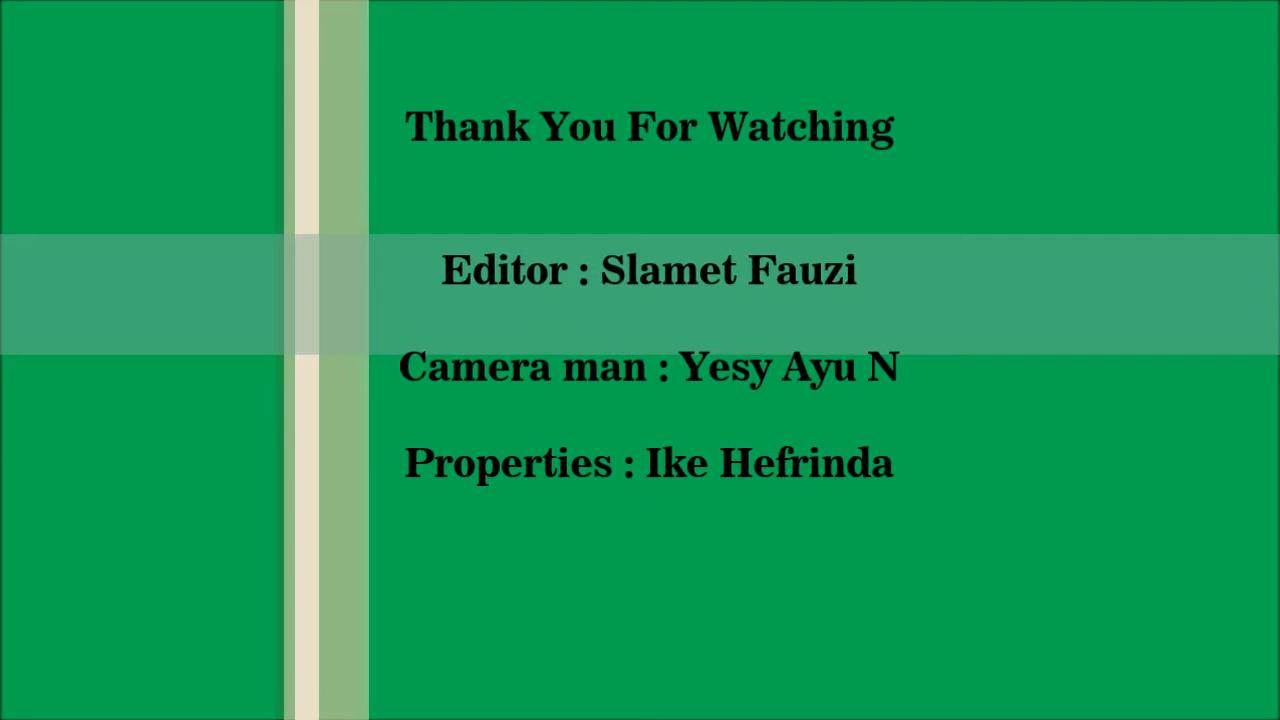 Thank You For Watching
Editor : Slamet Fauzi
Camera man : Yesy Ayu N
Properties : Ike Hefrinda